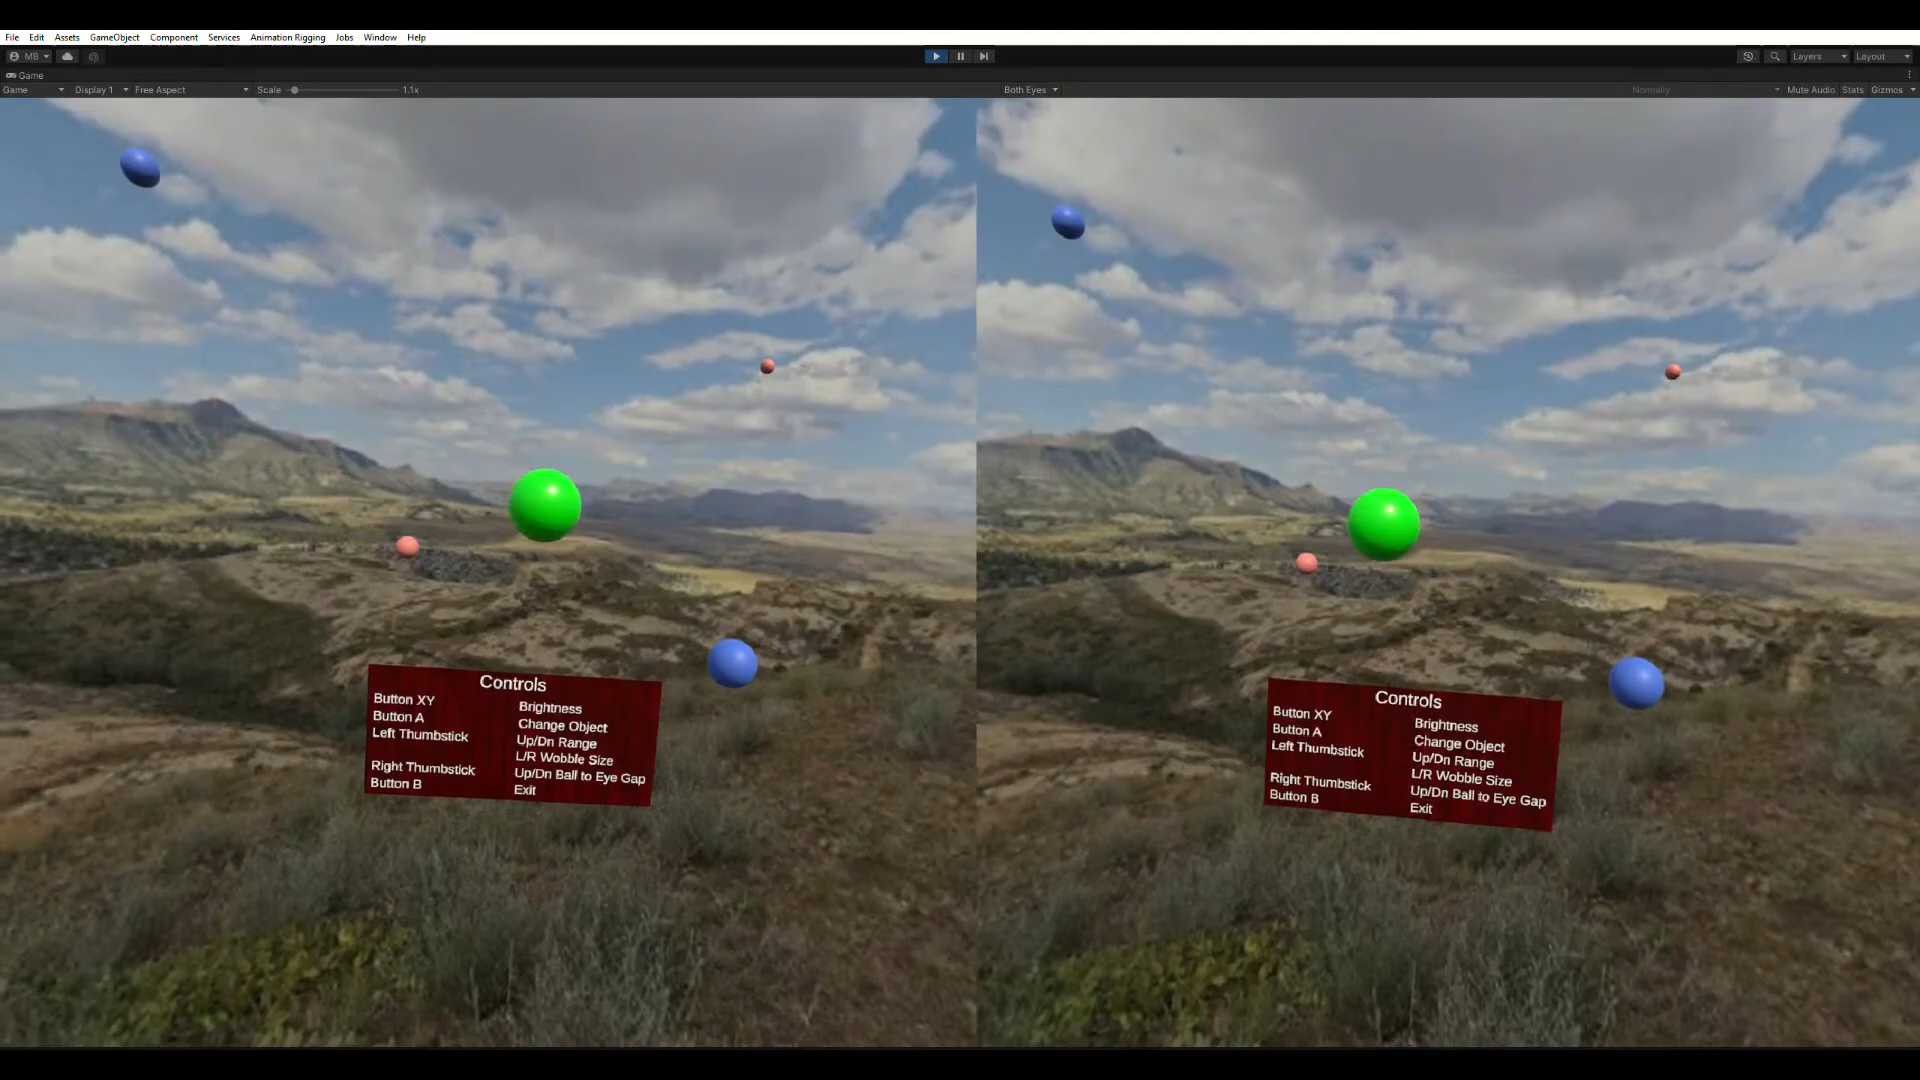 File Edit Assets GameObject Component Services Animation Rigging Jobs Window Help
MB Layers Layout
Game
Game Display 1 Free Aspect Scale 1.1x Both Eyes Normally Mute Audio Stats Gizmos
Controls
Button XY Brightness
Button A Change Object
Left Thumbstick Up/Dn Range
L/R Wobble Size
Right Thumbstick Up/Dn Ball to Eye Gap
Button B Exit
Controls
Button XY Brightness
Button A Change Object
Left Thumbstick Up/Dn Range
L/R Wobble Size
Right Thumbstick Up/Dn Ball to Eye Gap
Button B Exit